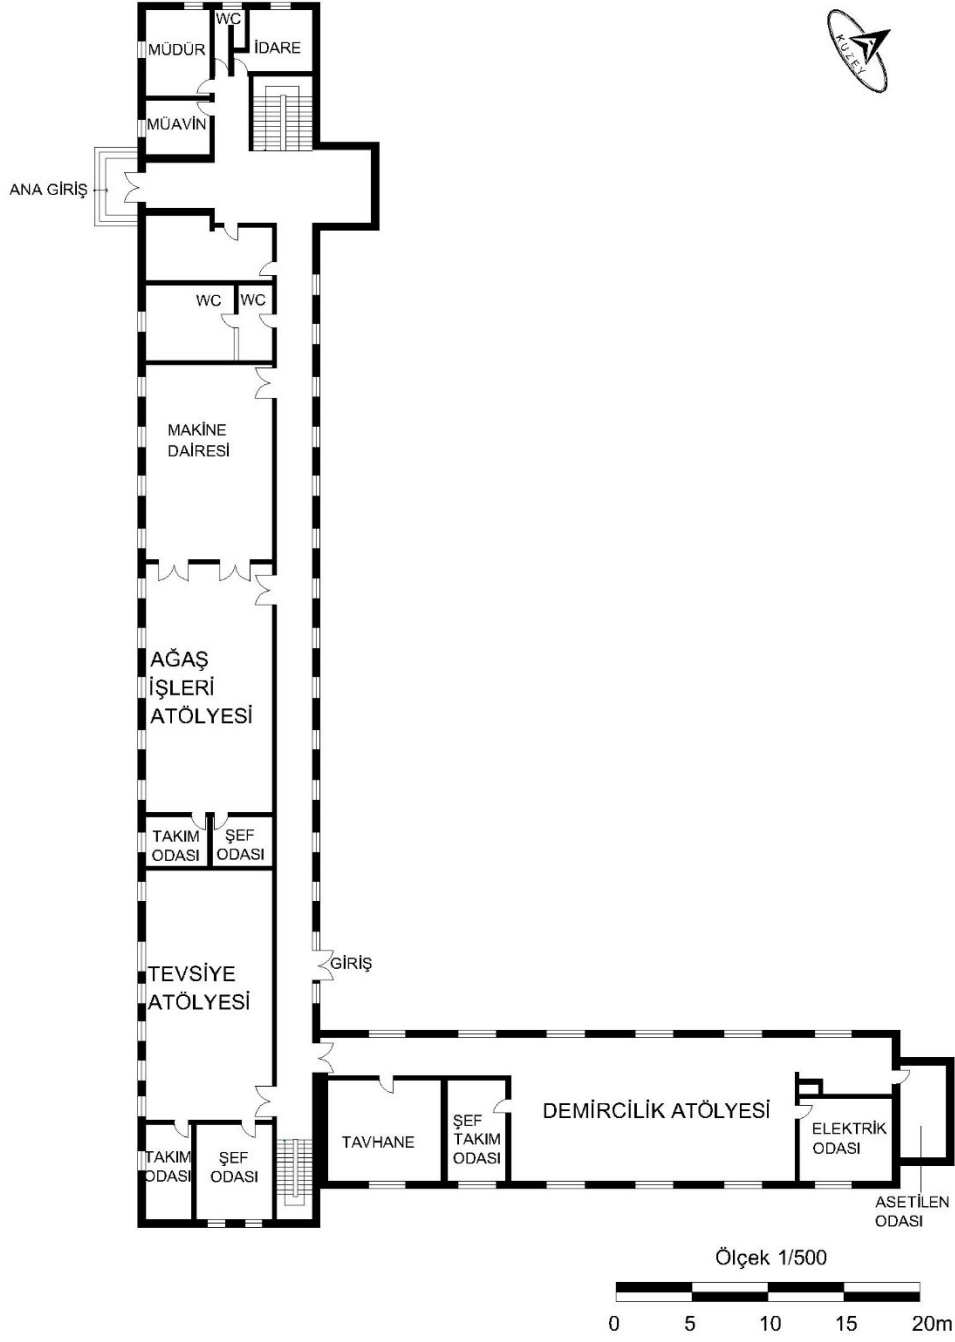 WC
MÜDÜR
İDARE
KUZEY
MÜAVİN
ANA GİRİŞ
WC
WC
MAKİNE
DAİRESİ
AĞAŞ
İŞLERİ
ATÖLYESİ
TAKIM
ODASI
ŞEF
ODASI
TEVSİYE
ATÖLYESİ
GİRİŞ
TAKIM
ODASI
ŞEF
ODASI
TAVHANE
ŞEF
TAKIM
ODASI
DEMİRCİLİK ATÖLYESİ
ELEKTRİK
ODASI
ASETİLEN
ODASI
Ölçek 1/500
0 5 10 15 20m